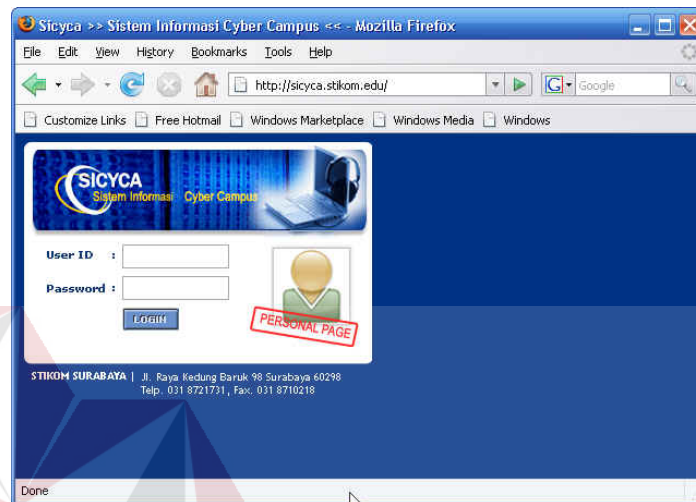 Sicyca >> Sistem Informasi Cyber Campus << - Mozilla Firefox
File Edit View History Bookmarks Tools Help
http://sicyca.stikom.edu/ G Google
Customize Links Free Hotmail Windows Marketplace Windows Media Windows
SICYCA
Sistem Informasi Cyber Campus
User ID :
Password :
LOGIN
PERSONAL PAGE
STIKOM SURABAYA | Jl. Raya Kedung Baruk 98 Surabaya 60298
Telp. 031 8721731, Fax. 031 8710218
Done